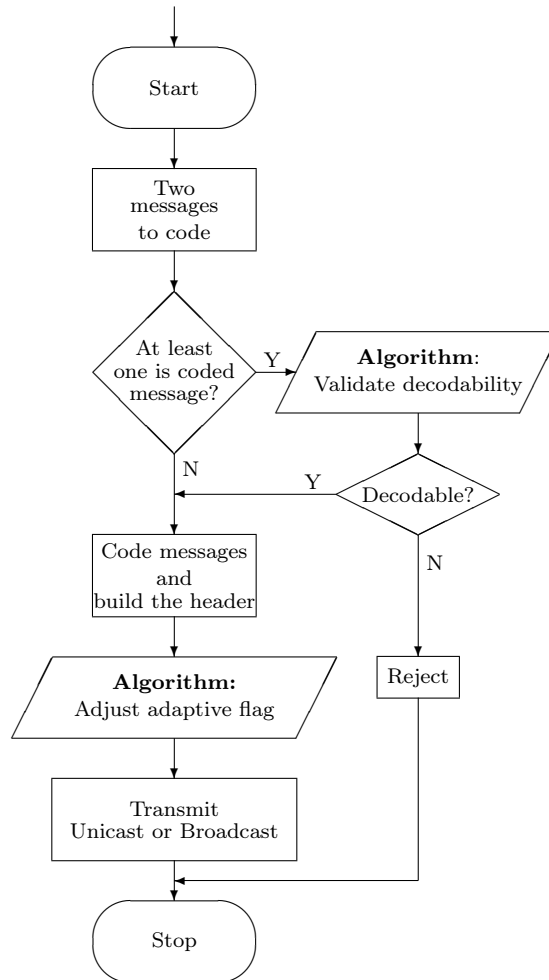 Start
Two
messages
to code
At least
one is coded
message?
Y
Algorithm:
Validate decodability
N
Y
Decodable?
Code messages
and
build the header
N
Algorithm:
Adjust adaptive flag
Reject
Transmit
Unicast or Broadcast
Stop